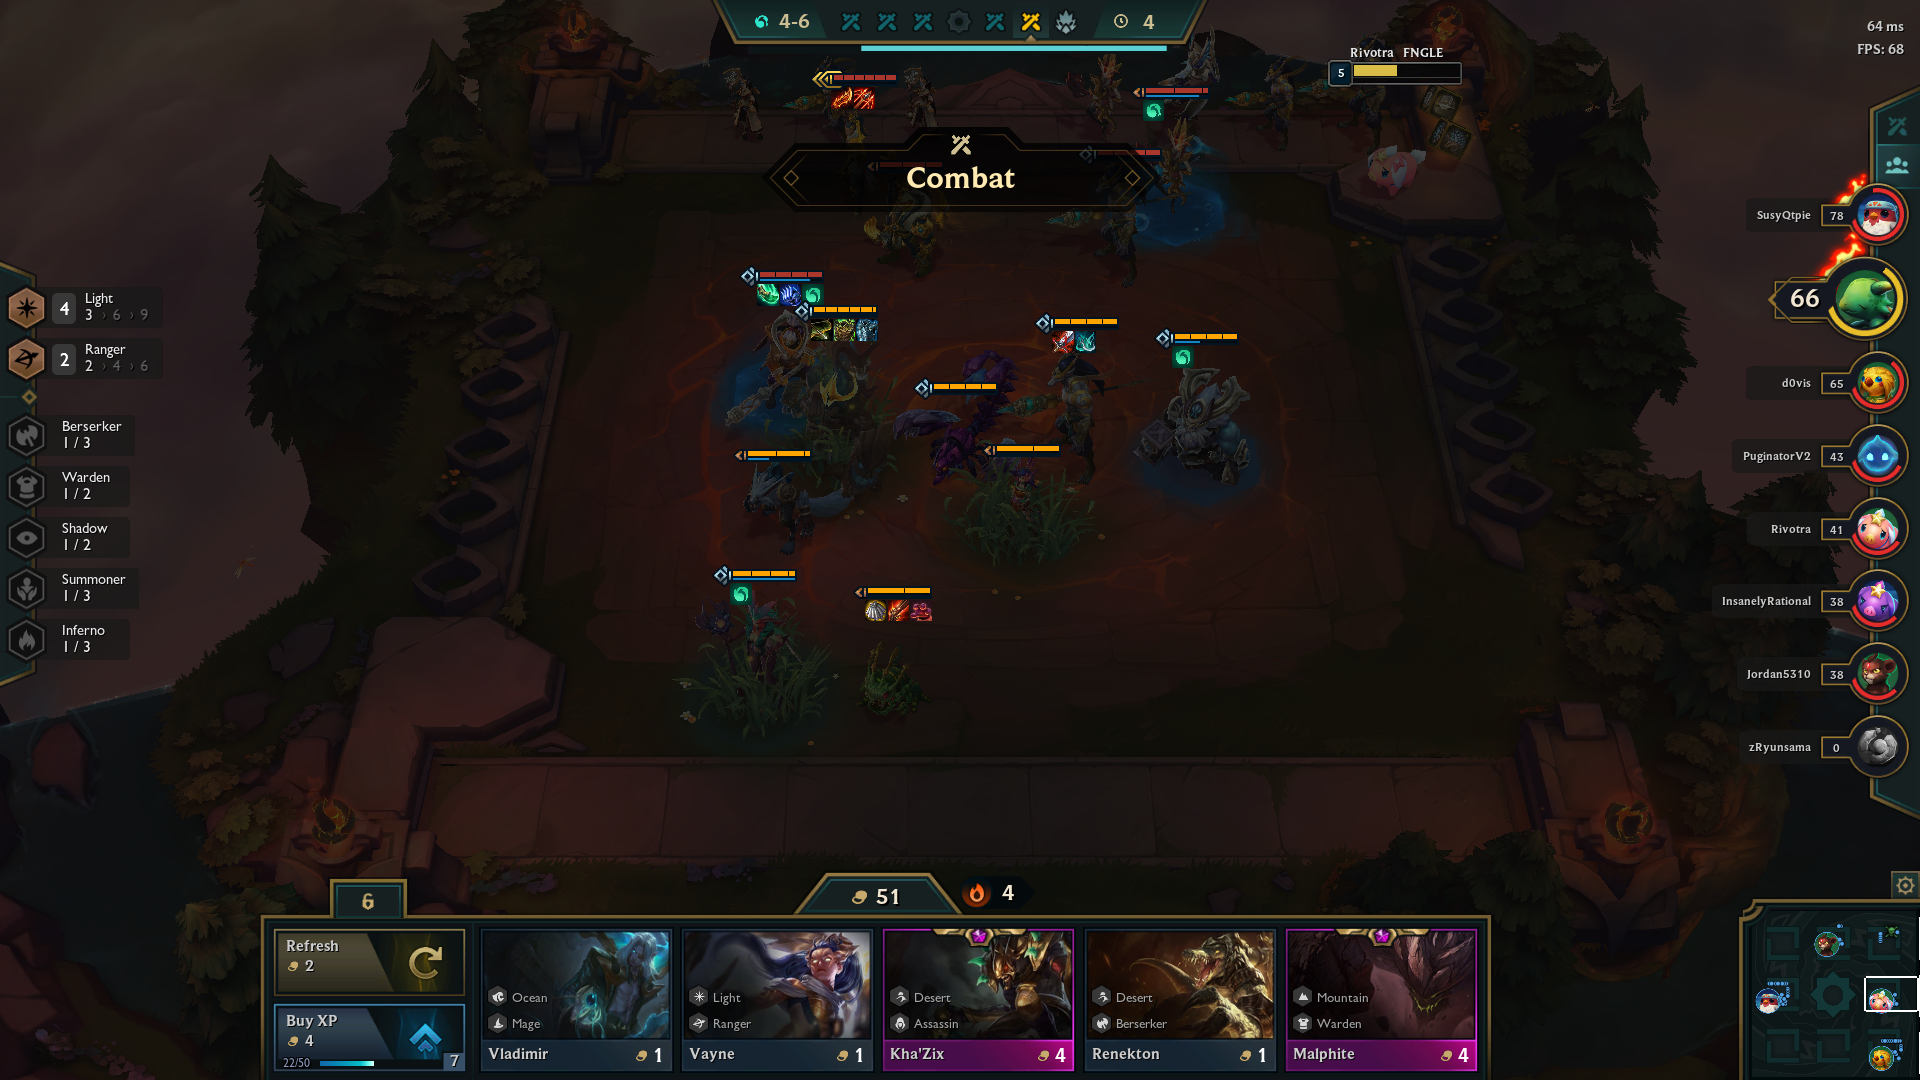 4-6
4
64 ms
FPS: 68
Rivotra FNGLE
5
Combat
SusyQtpie 78
66
d0vis 65
PuginatorV2 43
Rivotra 41
InsanelyRational 38
Jordan5310 38
zRyunsama 0
4 Light
3 › 6 › 9
2 Ranger
2 › 4 › 6
Berserker
1 / 3
Warden
1 / 2
Shadow
1 / 2
Summoner
1 / 3
Inferno
1 / 3
6
51
4
Refresh
2
Buy XP
4
22/50
7
Ocean
Mage
Vladimir 1
Light
Ranger
Vayne 1
Desert
Assassin
Kha'Zix 4
Desert
Berserker
Renekton 1
Mountain
Warden
Malphite 4